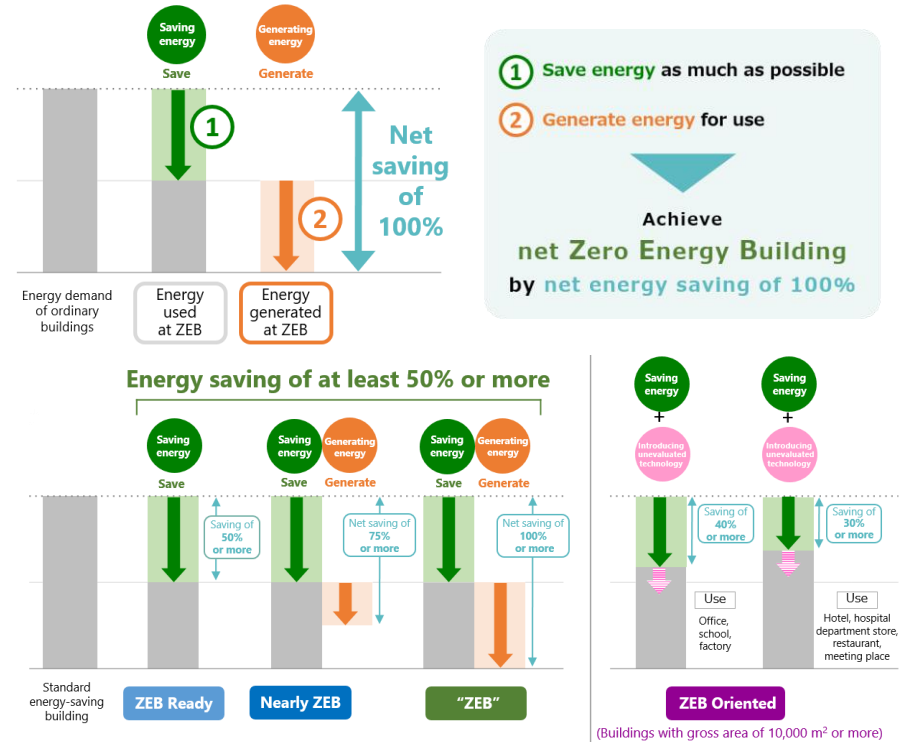 Saving
energy
Save
Generating
energy
Generate
1
2
Net
saving
of
100%
Energy demand
of ordinary
buildings
Energy
used
at ZEB
Energy
generated
at ZEB
1 Save energy as much as possible
2 Generate energy for use
Achieve
net Zero Energy Building
by net energy saving of 100%
Energy saving of at least 50% or more
Saving
energy
Save
Saving
energy
Save
Generating
energy
Generate
Saving
energy
Save
Generating
energy
Generate
Saving of
50%
or more
Net saving of
75%
or more
Net saving of
100%
or more
Standard
energy-saving
building
ZEB Ready
Nearly ZEB
“ZEB”
Saving
energy
+
Introducing
unevaluated
technology
Saving
energy
+
Introducing
unevaluated
technology
Saving of
40%
or more
Saving of
30%
or more
Use
Office,
school,
factory
Use
Hotel, hospital
department store,
restaurant,
meeting place
ZEB Oriented
(Buildings with gross area of 10,000 m² or more)